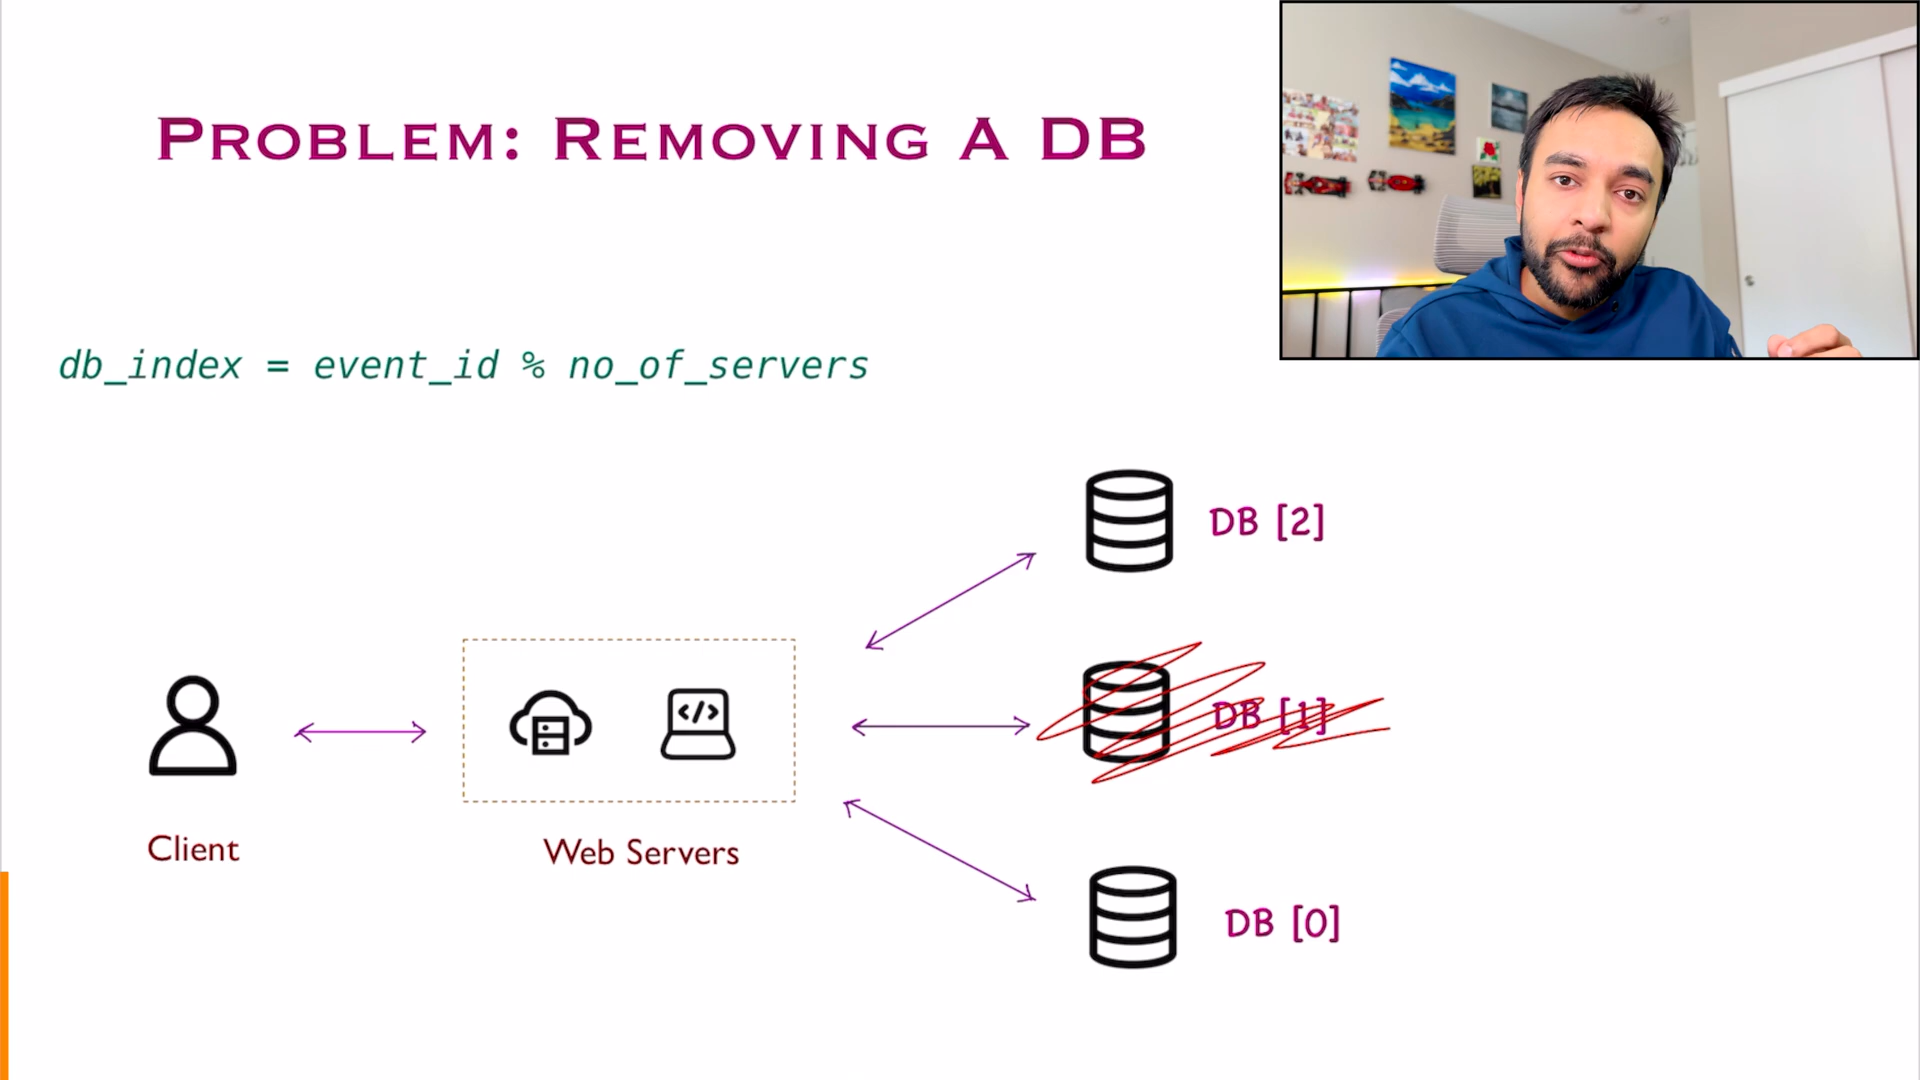 PROBLEM: REMOVING A DB
db_index = event_id % no_of_servers
DB [2]
DB [1]
</>
Client
Web Servers
DB [0]